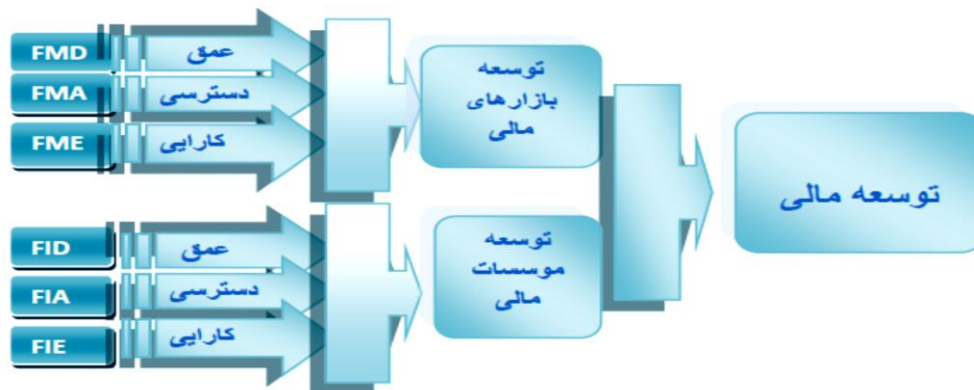 FMD
عمق
FMA
دسترسی
FME
کارایی
توسعه
بازارهای
مالی
FID
عمق
FIA
دسترسی
FIE
کارایی
توسعه
موسسات
مالی
توسعه مالی